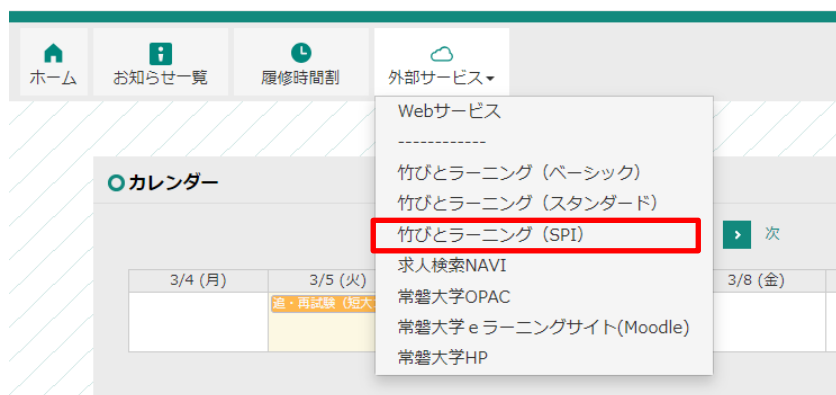 ホーム
お知らせ一覧
履修時間割
外部サービス
Webサービス
------------
竹びとラーニング（ベーシック）
竹びとラーニング（スタンダード）
竹びとラーニング（SPI）
求人検索NAVI
常磐大学OPAC
常磐大学ｅラーニングサイト(Moodle)
常磐大学HP
カレンダー
次
3/4 (月)
3/5 (火)
3/8 (金)
追・再試験（短大